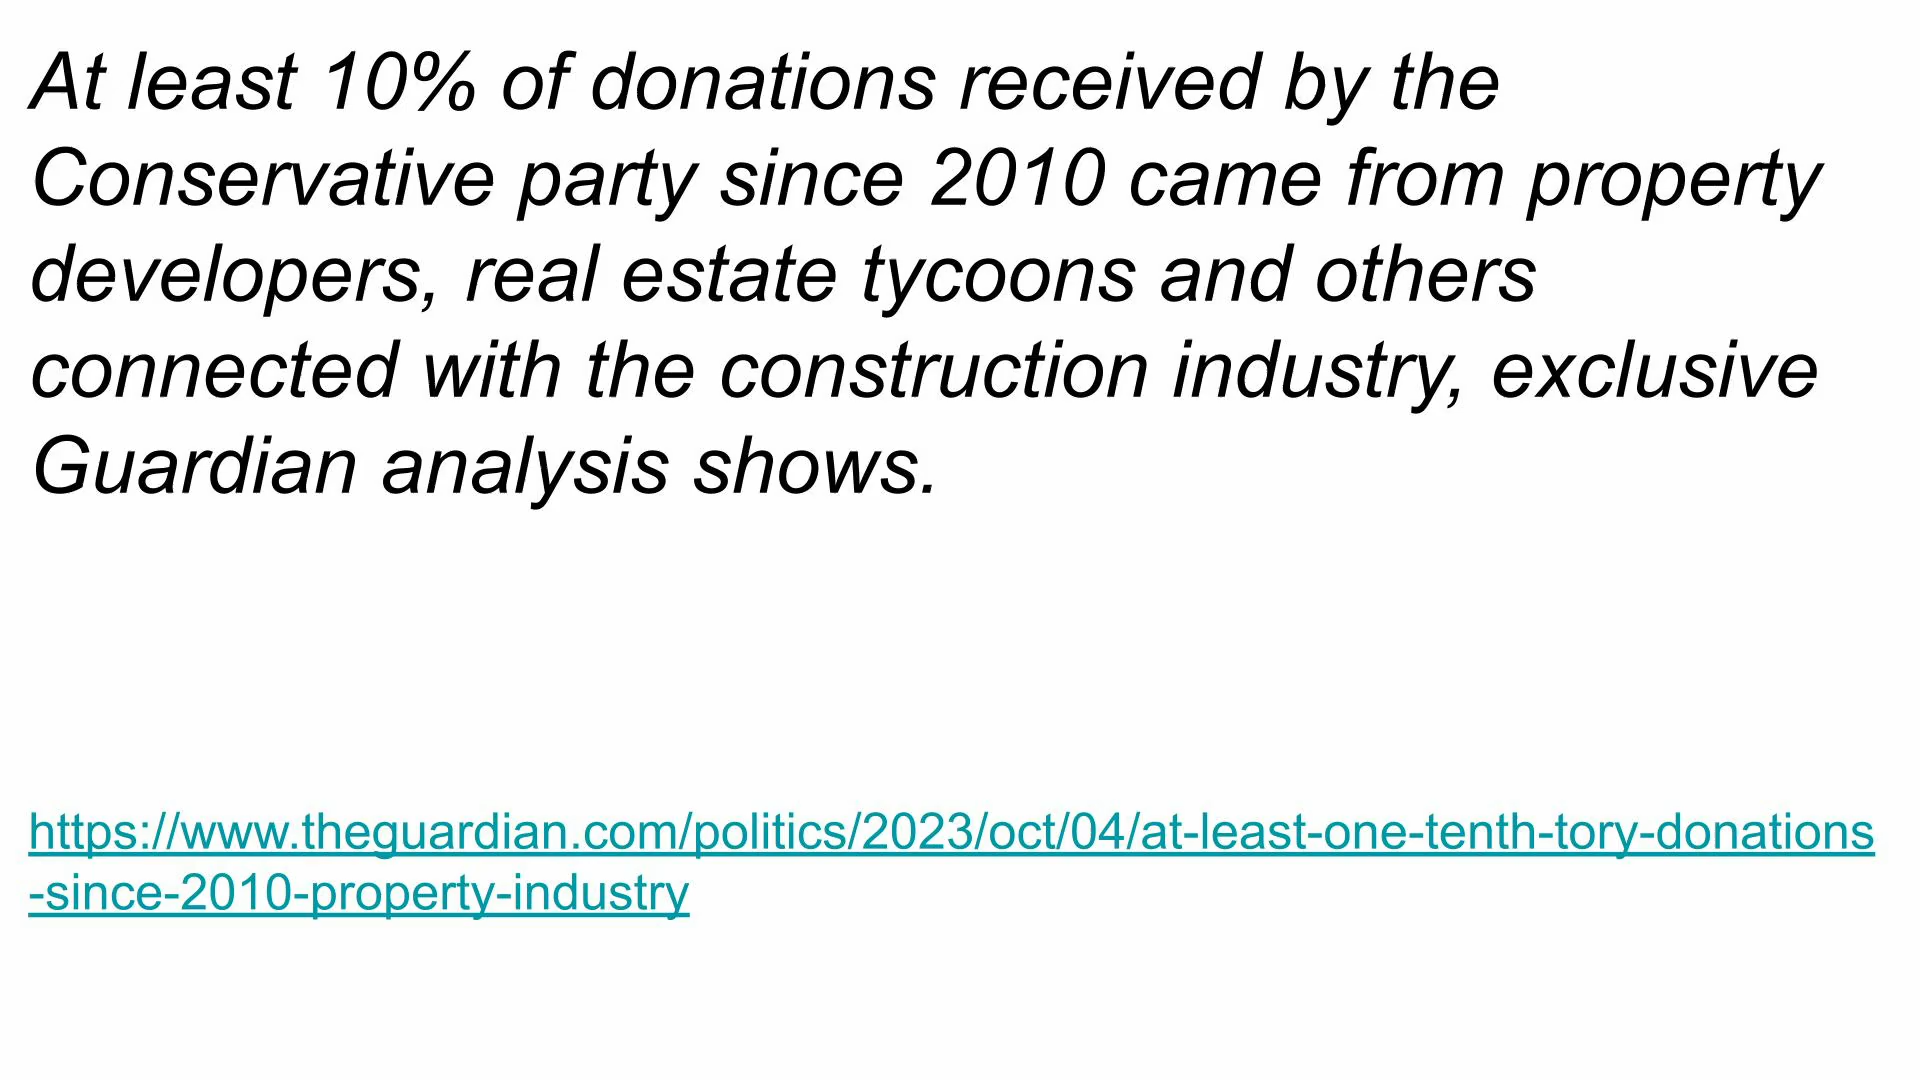 At least 10% of donations received by the
Conservative party since 2010 came from property
developers, real estate tycoons and others
connected with the construction industry, exclusive
Guardian analysis shows.
https://www.theguardian.com/politics/2023/oct/04/at-least-one-tenth-tory-donations
-since-2010-property-industry